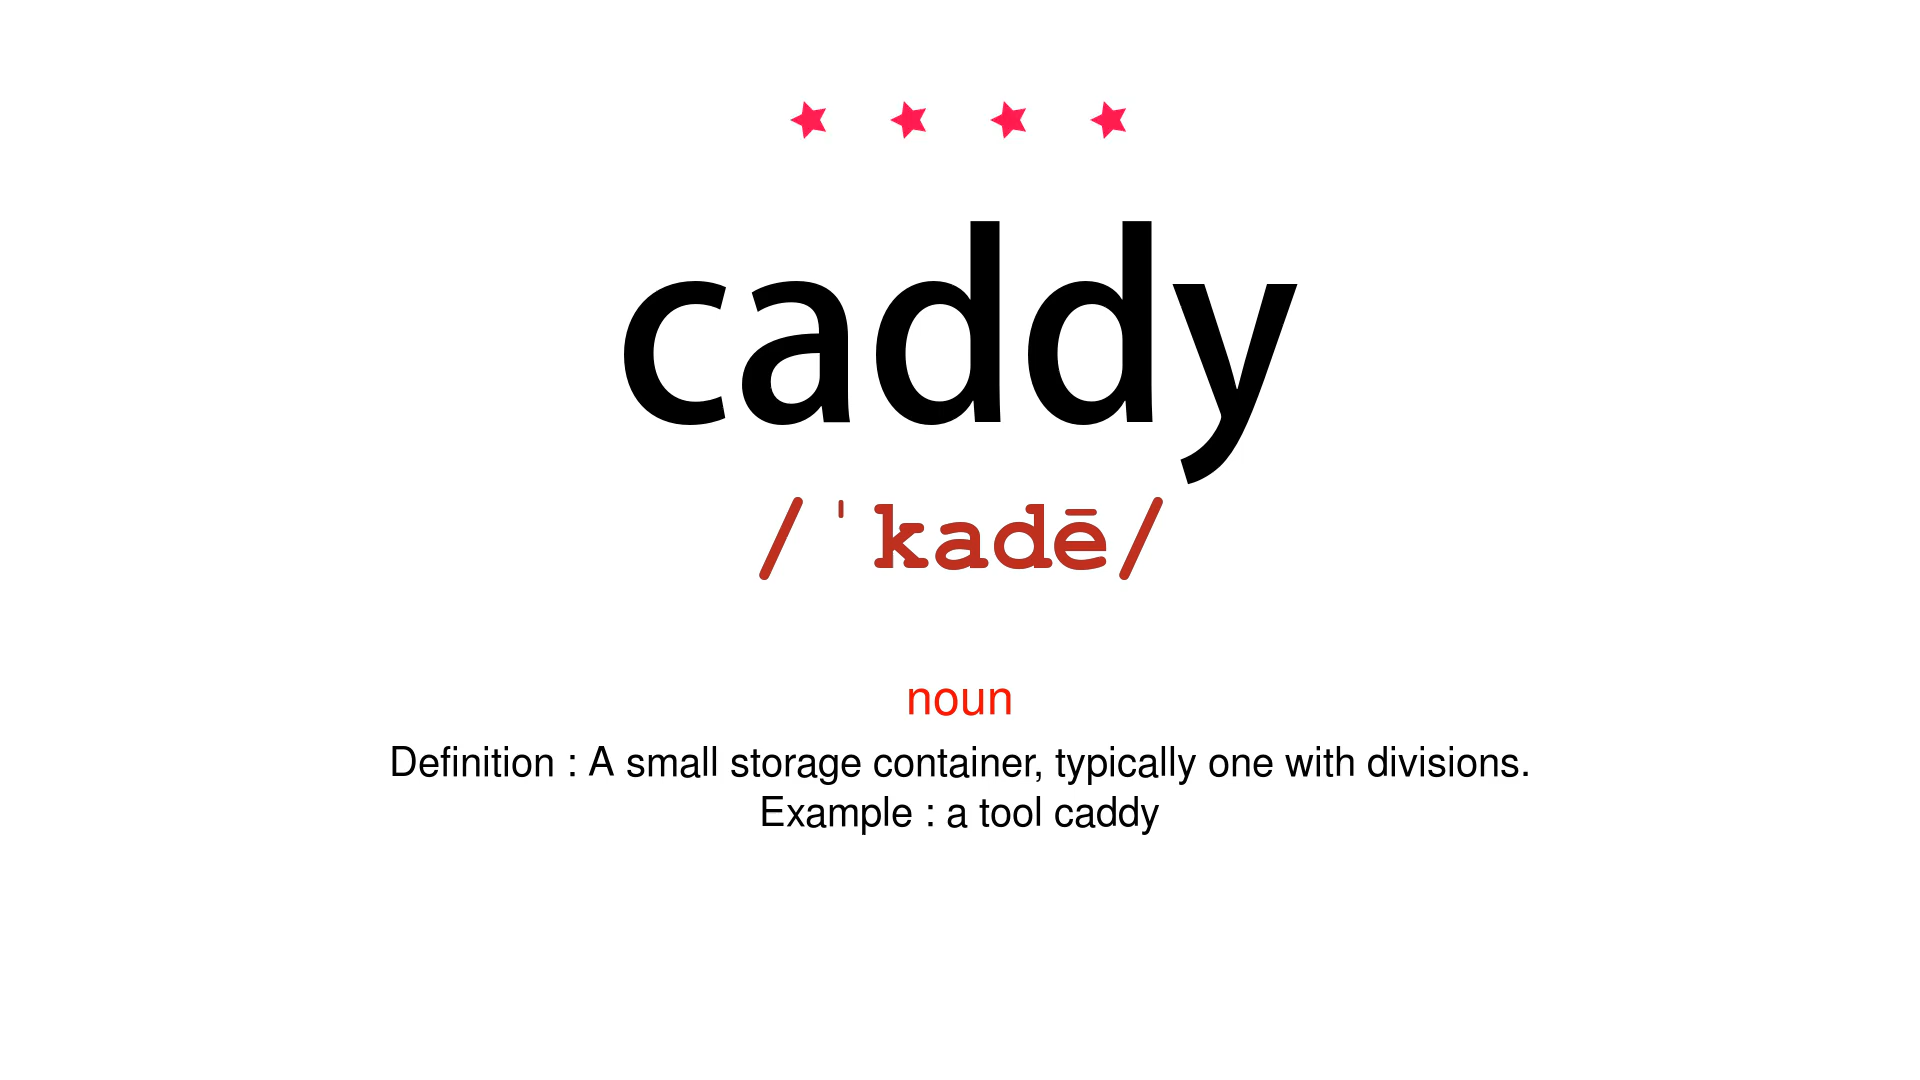 caddy
/ˈkadē/
noun
Definition : A small storage container, typically one with divisions.
Example : a tool caddy